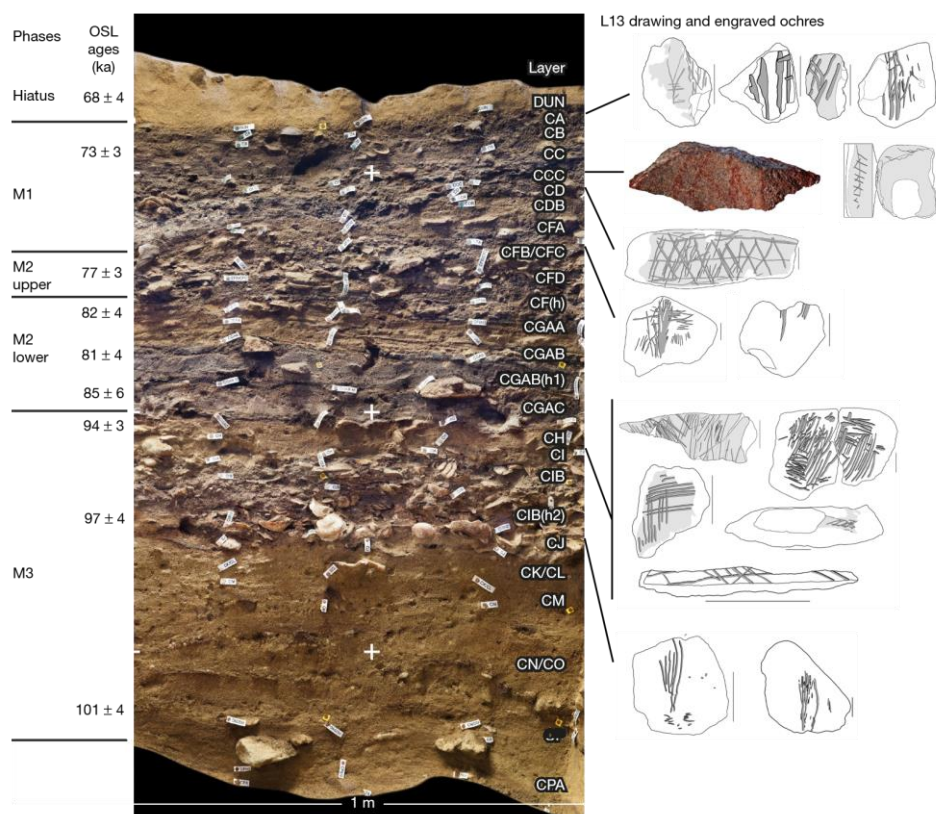 Phases
OSL
ages
(ka)
L13 drawing and engraved ochres
Layer
Hiatus
68 ± 4
DUN
CA
CB
73 ± 3
CC
CCC
CD
M1
CDB
CFA
CFB/CFC
M2
upper
77 ± 3
CFD
82 ± 4
CF(h)
CGAA
M2
lower
81 ± 4
CGAB
CGAB(h1)
85 ± 6
CGAC
94 ± 3
CH
CI
CIB
97 ± 4
CIB(h2)
CJ
M3
CK/CL
CM
CN/CO
101 ± 4
CPA
1 m